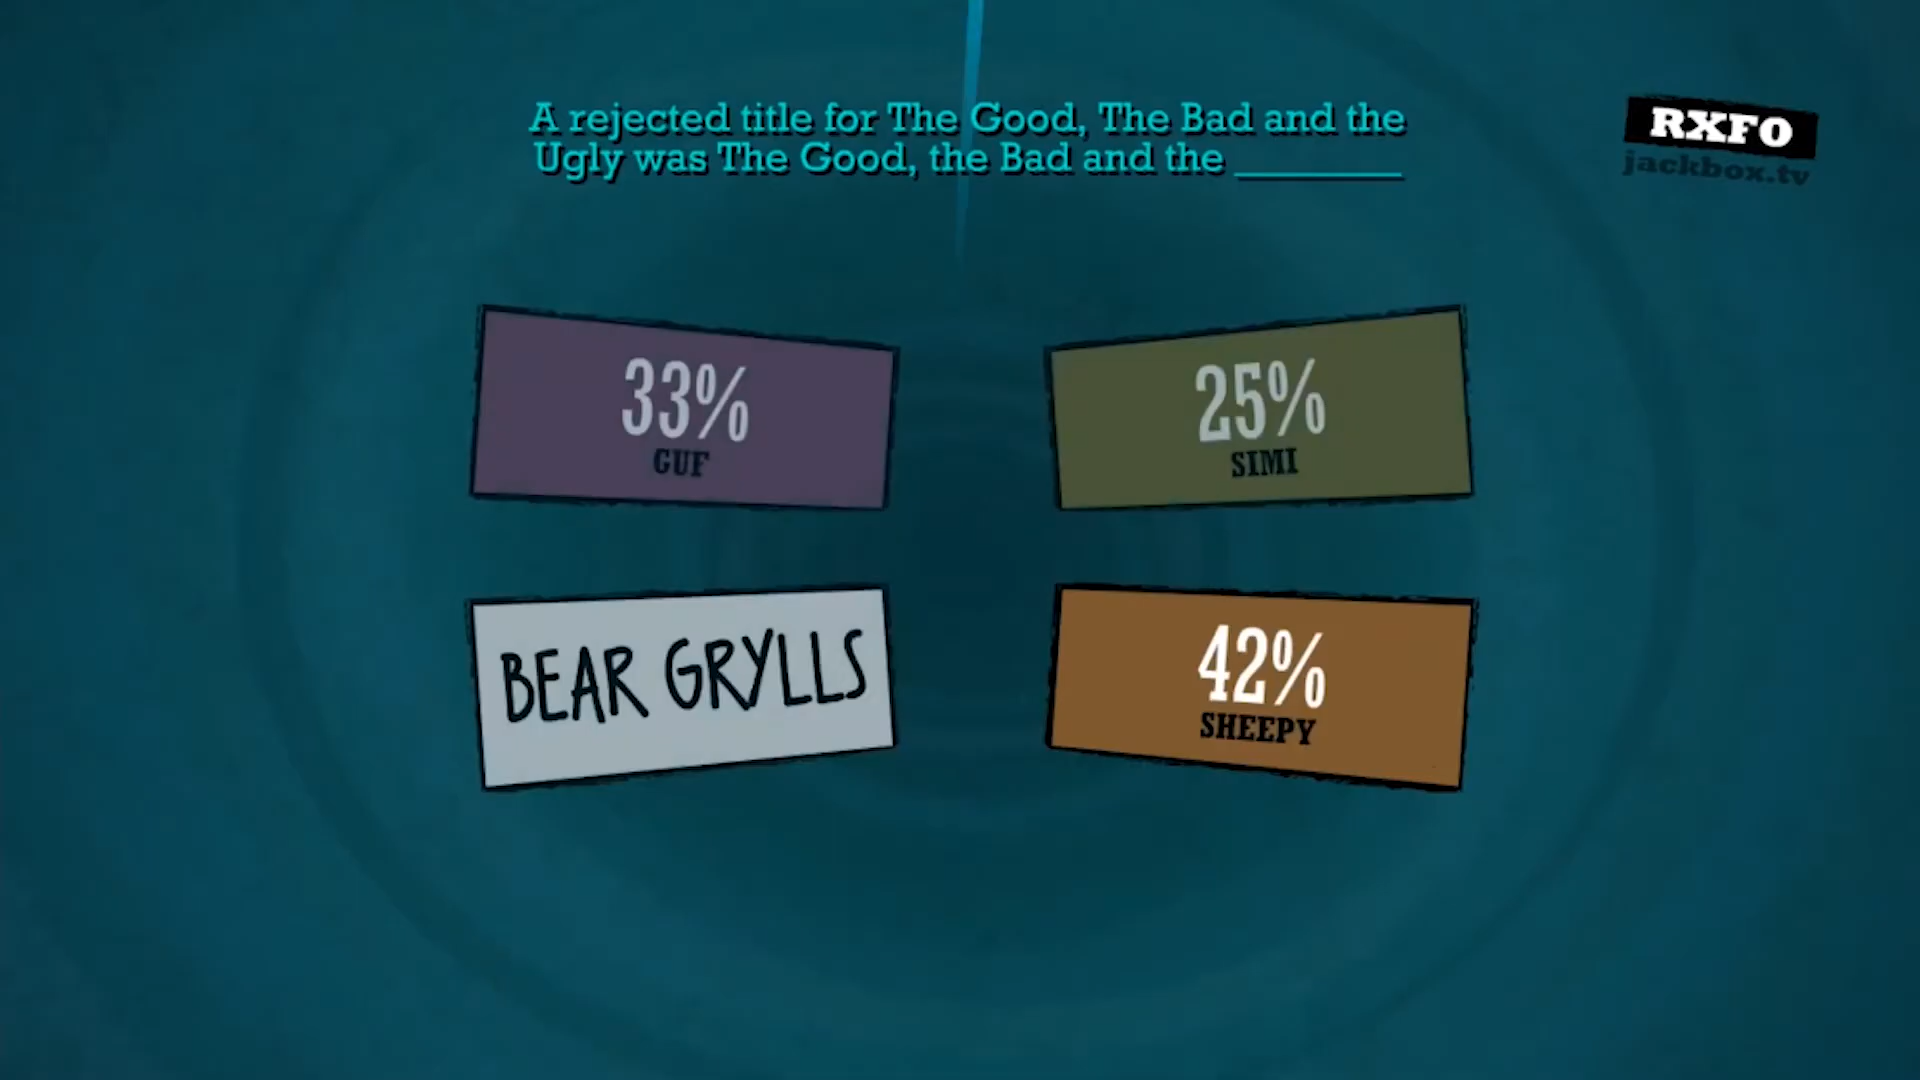 A rejected title for The Good, The Bad and the
Ugly was The Good, the Bad and the ________
RXFO
jackbox.tv
33%
GUF
25%
SIMI
BEAR GRYLLS
42%
SHEEPY